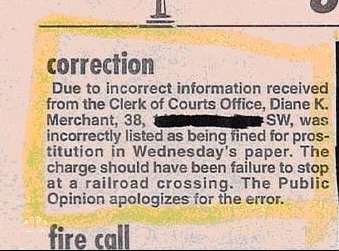 correction
Due to incorrect information received
from the Clerk of Courts Office, Diane K.
Merchant, 38, SW, was
incorrectly listed as being fined for pros-
titution in Wednesday's paper. The
charge should have been failure to stop
at a railroad crossing. The Public
Opinion apologizes for the error.
fire call